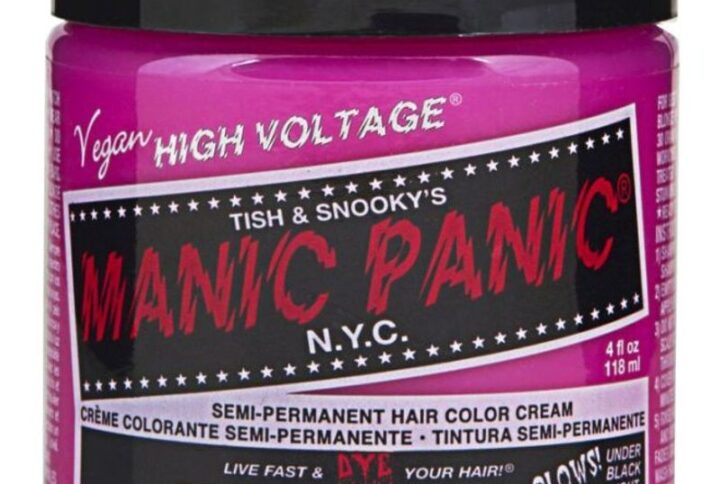 Vegan HIGH VOLTAGE®
TISH & SNOOKY'S
MANIC PANIC®
N.Y.C.
4 fl oz
118 ml
SEMI-PERMANENT HAIR COLOR CREAM
CRÈME COLORANTE SEMI-PERMANENTE • TINTURA SEMI-PERMANENTE
LIVE FAST & DYE YOUR HAIR!®
GLOWS! UNDER
BLACK